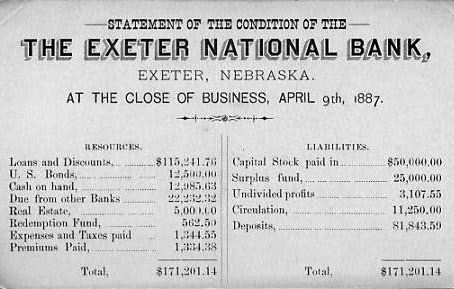 STATEMENT OF THE CONDITION OF THE
THE EXETER NATIONAL BANK,
EXETER, NEBRASKA.
AT THE CLOSE OF BUSINESS, APRIL 9th, 1887.
RESOURCES.
Loans and Discounts, $115,241.76
U. S. Bonds, 12,500.00
Cash on hand, 12,985.63
Due from other Banks 22,232.32
Real Estate, 5,000.00
Redemption Fund, 562.50
Expenses and Taxes paid 1,344.55
Premiums Paid, 1,334.38
Total, $171,201.14
LIABILITIES.
Capital Stock paid in $50,000.00
Surplus fund, 25,000.00
Undivided profits 3,107.55
Circulation, 11,250.00
Deposits, 81,843.59
Total, $171,201.14